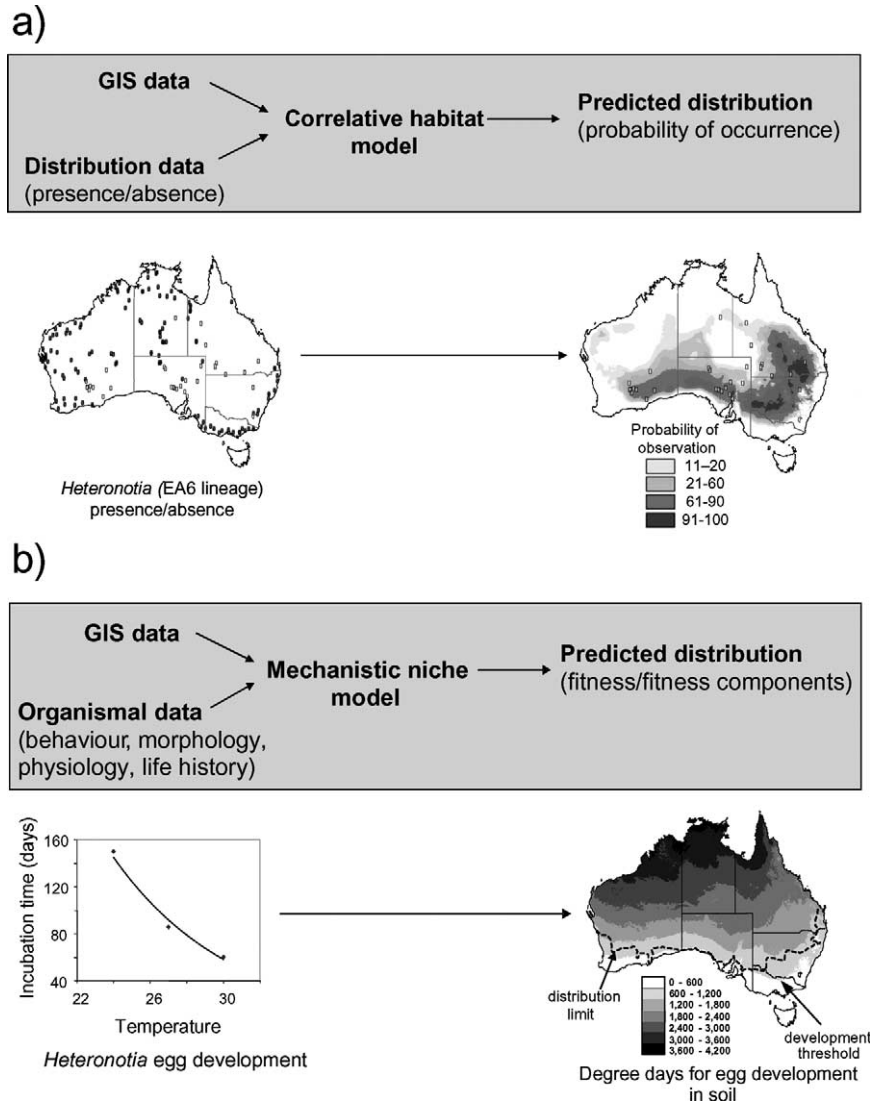 a)
GIS data
Distribution data
(presence/absence)
Correlative habitat
model
Predicted distribution
(probability of occurrence)
Heteronotia (EA6 lineage)
presence/absence
Probability of
observation
11–20
21-60
61-90
91-100
b)
GIS data
Organismal data
(behaviour, morphology,
physiology, life history)
Mechanistic niche
model
Predicted distribution
(fitness/fitness components)
Incubation time (days)
160
120
80
40
22
26
30
Temperature
Heteronotia egg development
distribution
limit
0 - 600
600 - 1,200
1,200 - 1,800
1,800 - 2,400
2,400 - 3,000
3,000 - 3,600
3,600 - 4,200
development
threshold
Degree days for egg development
in soil